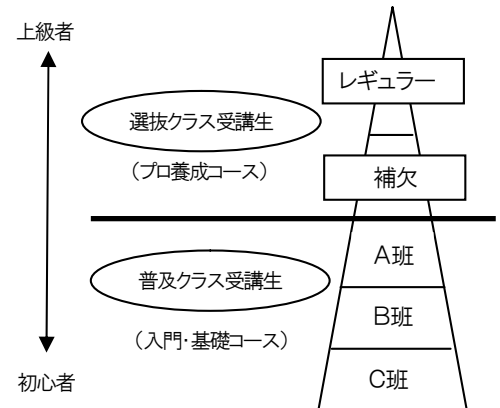 上級者
レギュラー
選抜クラス受講生
（プロ養成コース）
補欠
A班
普及クラス受講生
B班
（入門・基礎コース）
C班
初心者